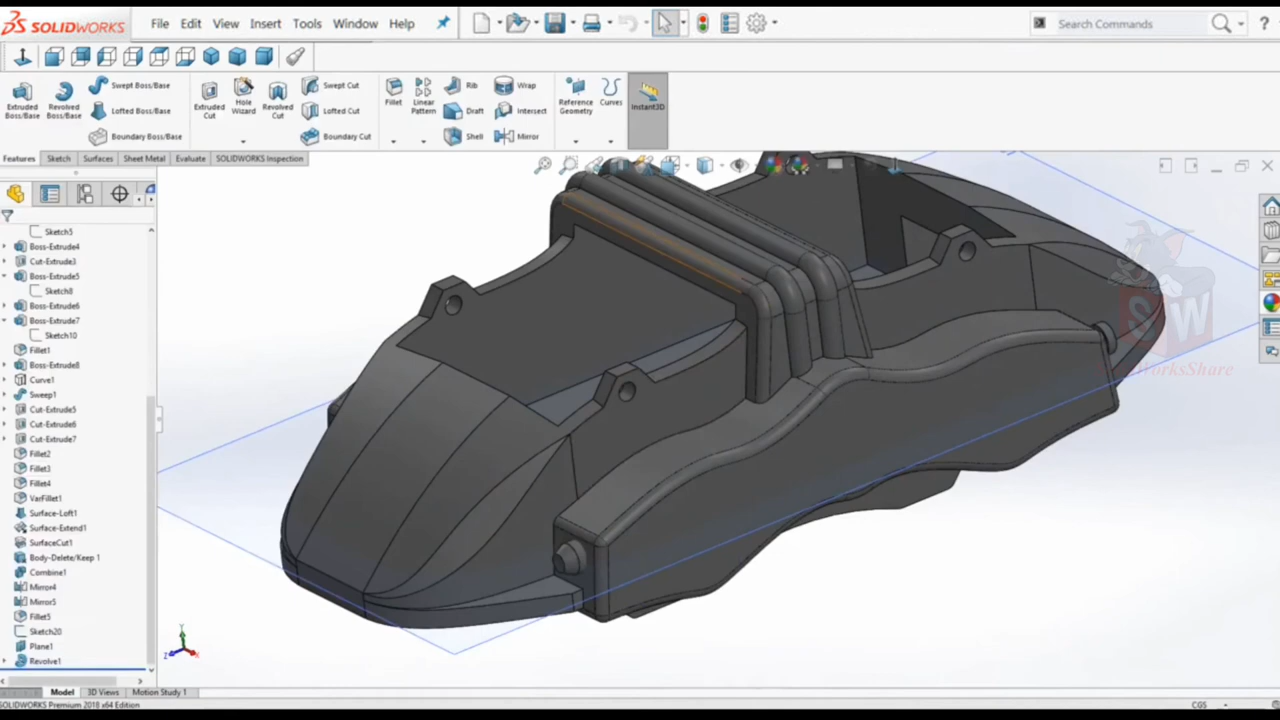 SOLIDWORKS File Edit View Insert Tools Window Help Search Commands ?
Extruded Boss/Base Revolved Boss/Base Swept Boss/Base Lofted Boss/Base Boundary Boss/Base Extruded Cut Hole Wizard Revolved Cut Swept Cut Lofted Cut Boundary Cut Fillet Linear Pattern Rib Draft Shell Wrap Intersect Mirror Reference Geometry Curves Instant3D
Features Sketch Surfaces Sheet Metal Evaluate SOLIDWORKS Inspection
Sketch5
Boss-Extrude4
Cut-Extrude3
Boss-Extrude5
Sketch8
Boss-Extrude6
Boss-Extrude7
Sketch10
Fillet1
Boss-Extrude8
Curve1
Sweep1
Cut-Extrude5
Cut-Extrude6
Cut-Extrude7
Fillet2
Fillet3
Fillet4
VarFillet1
Surface-Loft1
Surface-Extend1
SurfaceCut1
Body-Delete/Keep 1
Combine1
Mirror4
Mirror5
Fillet5
Sketch20
Plane1
Revolve1
SW
Y
Z X
Model 3D Views Motion Study 1
SOLIDWORKS Premium 2018 x64 Edition CGS